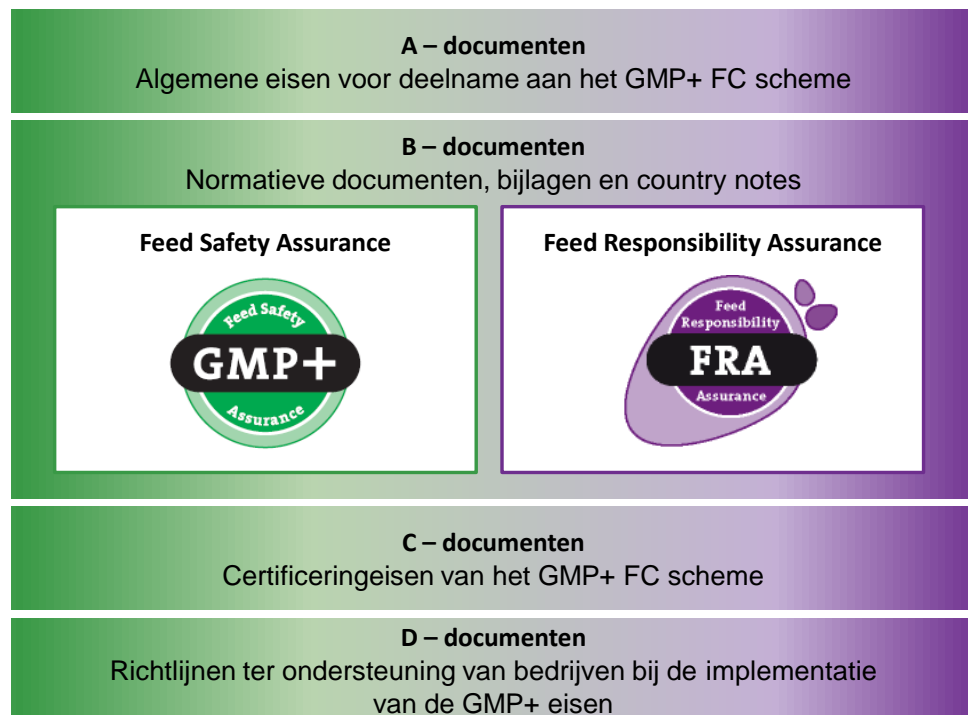 A – documenten
Algemene eisen voor deelname aan het GMP+ FC scheme
B – documenten
Normatieve documenten, bijlagen en country notes
Feed Safety Assurance
Feed Safety
GMP+
Assurance
Feed Responsibility Assurance
Feed
Responsibility
FRA
Assurance
C – documenten
Certificeringeisen van het GMP+ FC scheme
D – documenten
Richtlijnen ter ondersteuning van bedrijven bij de implementatie
van de GMP+ eisen